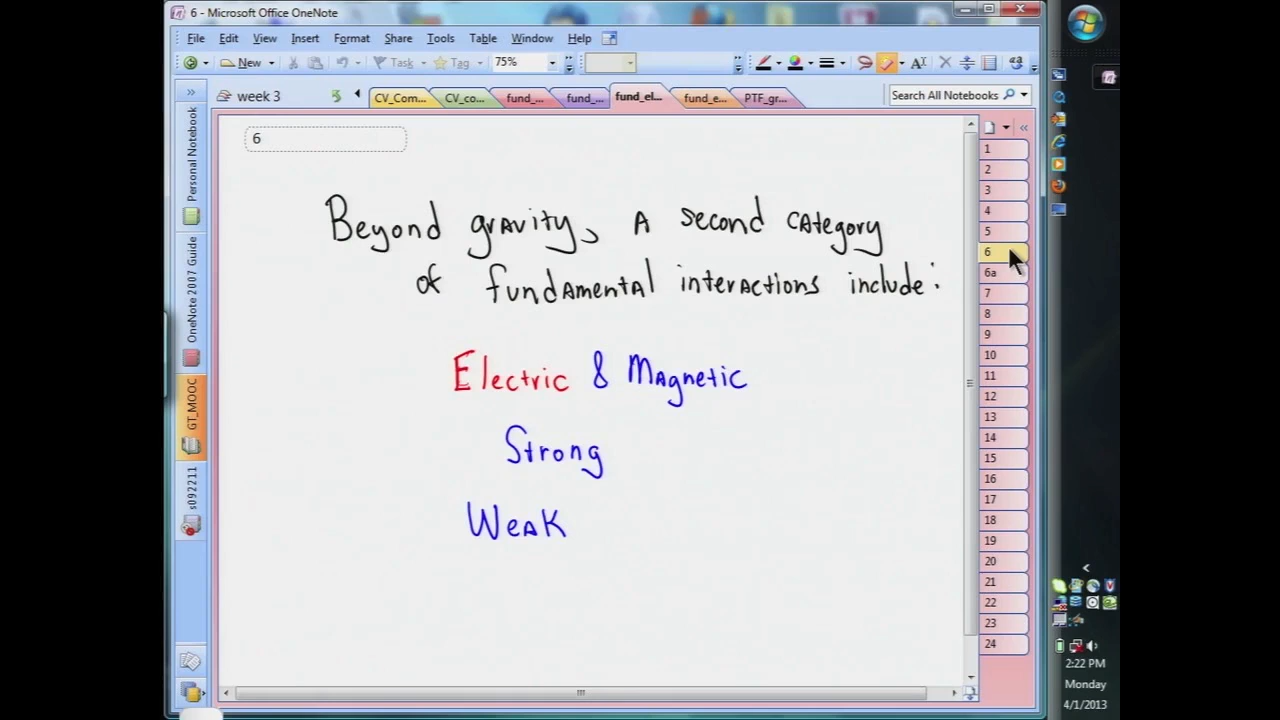 6 - Microsoft Office OneNote
File Edit View Insert Format Share Tools Table Window Help
New Task Tag 75%
week 3 CV_Com... CV_co... fund_... fund_... fund_el... fund_e... PTF_gr... Search All Notebooks
Personal Notebook
OneNote 2007 Guide
GT_MOOC
s092211
6
Beyond gravity, A second category
of fundamental interactions include:
Electric & Magnetic
Strong
Weak
1
2
3
4
5
6
6a
7
8
9
10
11
12
13
14
15
16
17
18
19
20
21
22
23
24
2:22 PM
Monday
4/1/2013